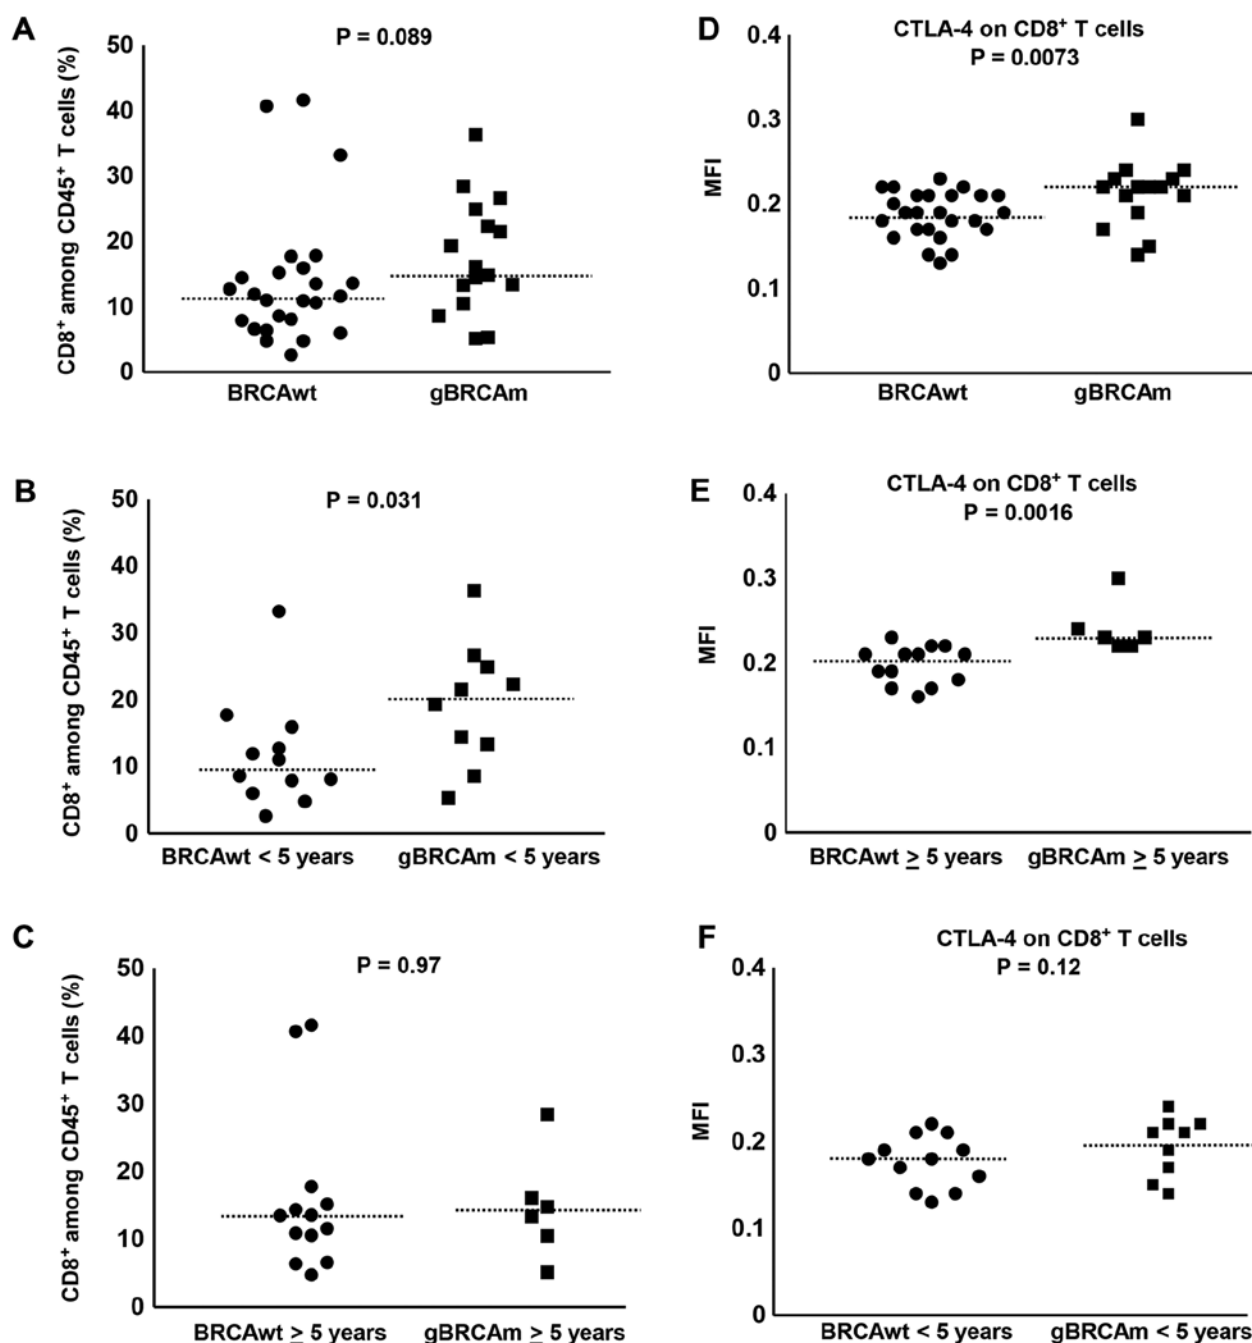 A
P = 0.089
CD8⁺ among CD45⁺ T cells (%)
50
40
30
20
10
0
BRCAwt
gBRCAm
D
CTLA-4 on CD8⁺ T cells
P = 0.0073
MFI
0.4
0.3
0.2
0.1
0
BRCAwt
gBRCAm
B
P = 0.031
CD8⁺ among CD45⁺ T cells (%)
50
40
30
20
10
0
BRCAwt < 5 years
gBRCAm < 5 years
E
CTLA-4 on CD8⁺ T cells
P = 0.0016
MFI
0.4
0.3
0.2
0.1
0
BRCAwt ≥ 5 years
gBRCAm ≥ 5 years
C
P = 0.97
CD8⁺ among CD45⁺ T cells (%)
50
40
30
20
10
0
BRCAwt ≥ 5 years
gBRCAm ≥ 5 years
F
CTLA-4 on CD8⁺ T cells
P = 0.12
MFI
0.4
0.3
0.2
0.1
0
BRCAwt < 5 years
gBRCAm < 5 years